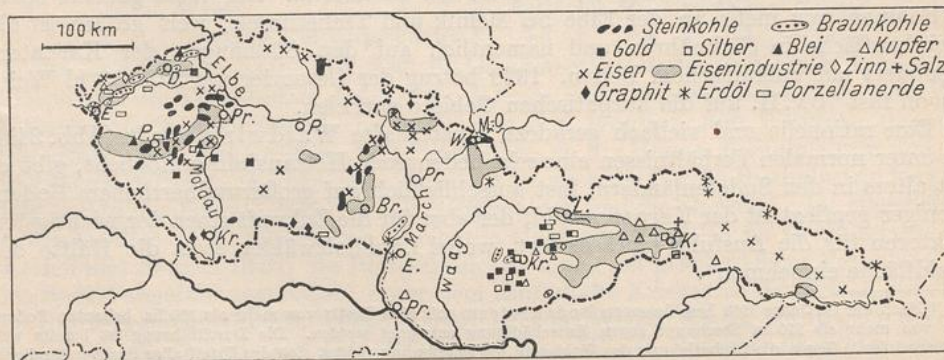 100 km
Steinkohle Braunkohle
Gold Silber Blei Kupfer
Eisen Eisenindustrie Zinn Salz
Graphit Erdöl Porzellanerde
Elbe
D.
E.
P.
Pr.
P.
Moldau
Kr.
Br.
Pr.
March
E.
Pr.
W.
M-O
Waag
Kr.
Z.
K.